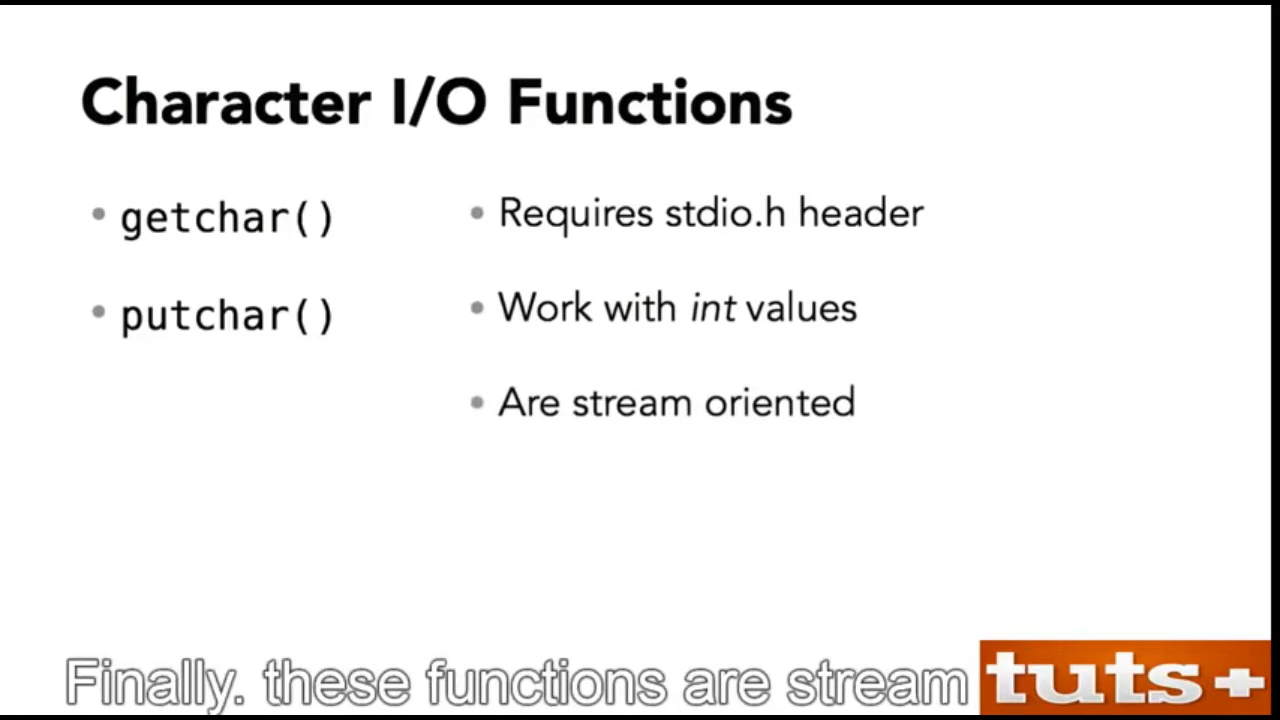 Character I/O Functions
• getchar()
• putchar()
• Requires stdio.h header
• Work with int values
• Are stream oriented
Finally. these functions are stream
tuts+